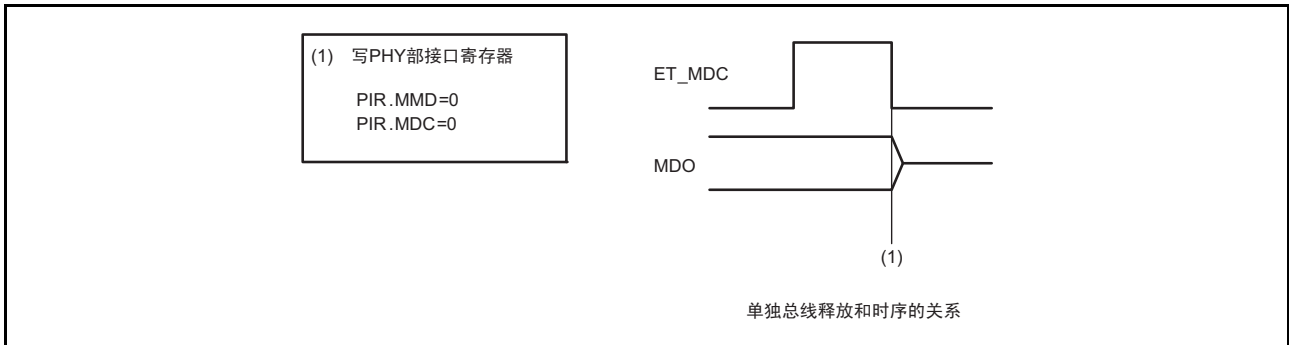 (1) 写PHY部接口寄存器
PIR.MMD=0
PIR.MDC=0
ET_MDC
MDO
(1)
单独总线释放和时序的关系